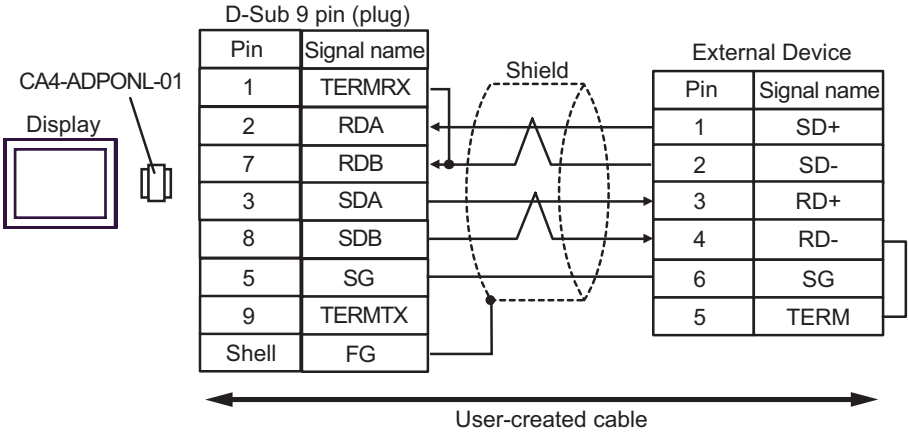 D-Sub 9 pin (plug)
Pin Signal name
1 TERMRX
2 RDA
7 RDB
3 SDA
8 SDB
5 SG
9 TERMTX
Shell FG
CA4-ADPONL-01
Display
Shield
External Device
Pin Signal name
1 SD+
2 SD-
3 RD+
4 RD-
6 SG
5 TERM
User-created cable